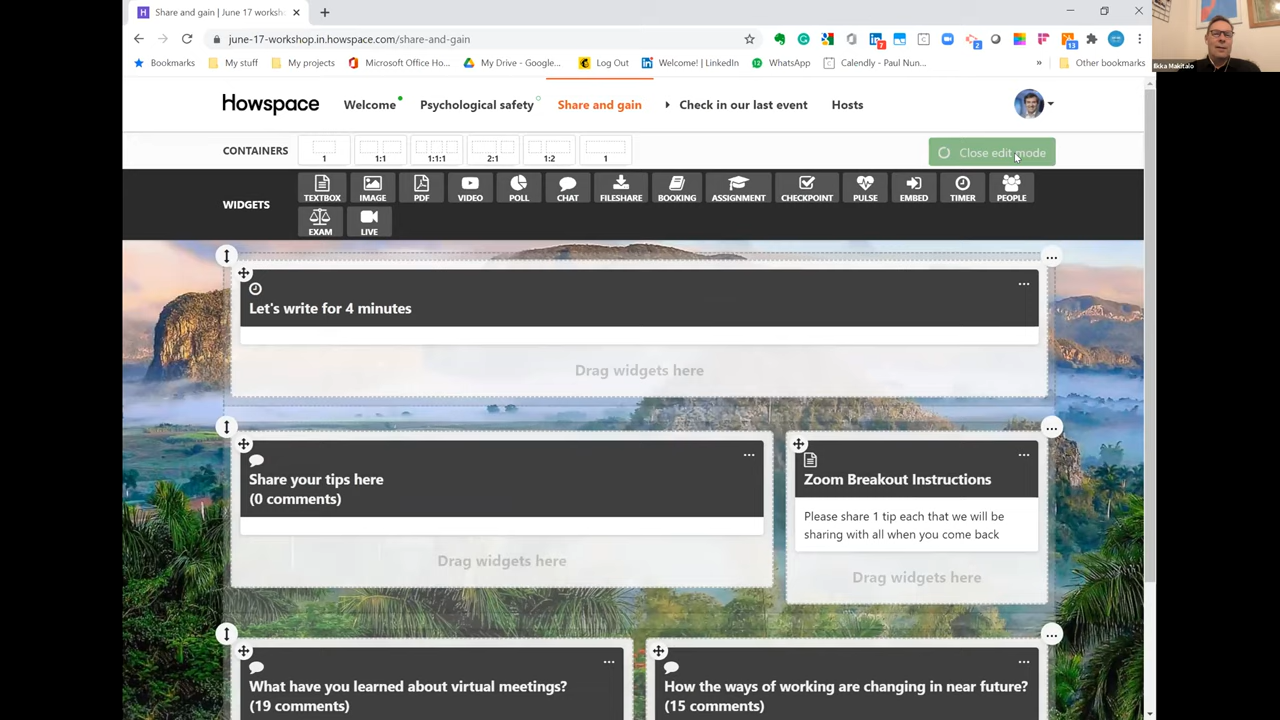 Share and gain | June 17 worksh
june-17-workshop.in.howspace.com/share-and-gain
7
2
13
Bookmarks
My stuff
My projects
Microsoft Office Ho...
My Drive - Google...
Log Out
Welcome! | LinkedIn
WhatsApp
Calendly - Paul Nun...
»
Other bookmarks
Ilkka Mäkitalo
Howspace
Welcome
Psychological safety
Share and gain
Check in our last event
Hosts
CONTAINERS
1
1:1
1:1:1
2:1
1:2
1
Close edit mode
WIDGETS
TEXTBOX
IMAGE
PDF
VIDEO
POLL
CHAT
FILESHARE
BOOKING
ASSIGNMENT
CHECKPOINT
PULSE
EMBED
TIMER
PEOPLE
EXAM
LIVE
Let's write for 4 minutes
Drag widgets here
Share your tips here
(0 comments)
Drag widgets here
Zoom Breakout Instructions
Please share 1 tip each that we will be
sharing with all when you come back
Drag widgets here
What have you learned about virtual meetings?
(19 comments)
How the ways of working are changing in near future?
(15 comments)